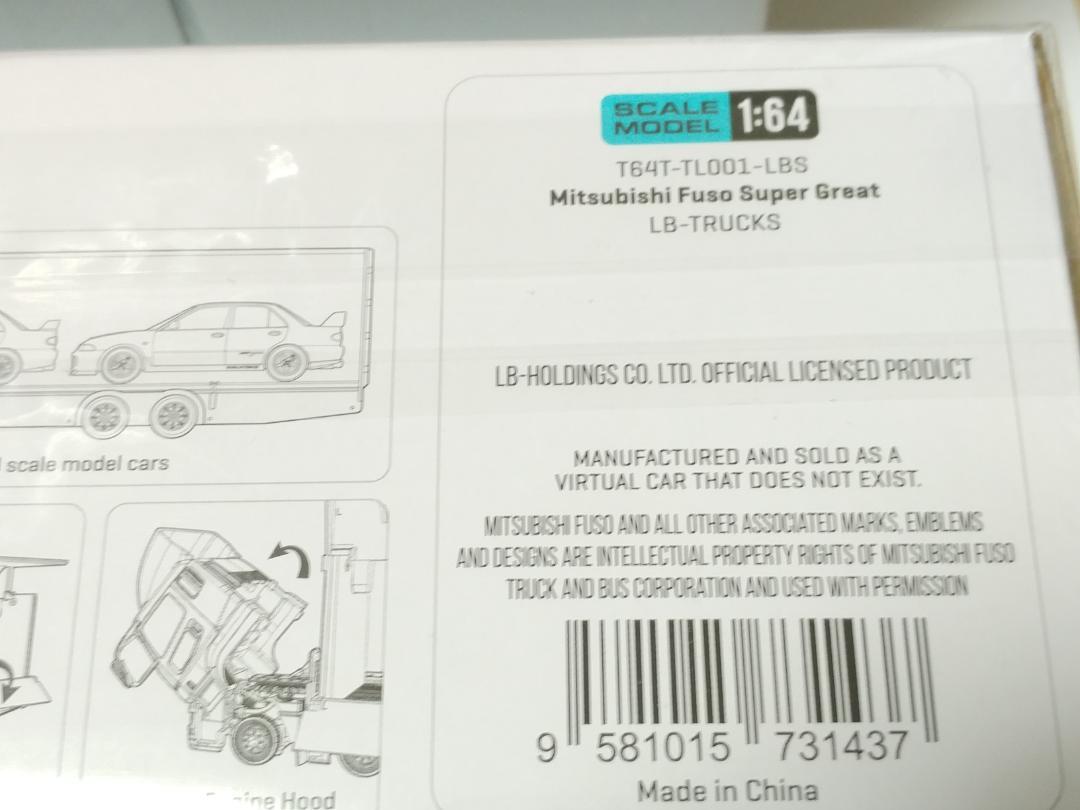 SCALE
MODEL 1:64
T64T-TL001-LBS
Mitsubishi Fuso Super Great
LB-TRUCKS
LB-HOLDINGS CO. LTD. OFFICIAL LICENSED PRODUCT
MANUFACTURED AND SOLD AS A
VIRTUAL CAR THAT DOES NOT EXIST.
MITSUBISHI FUSO AND ALL OTHER ASSOCIATED MARKS, EMBLEMS
AND DESIGNS ARE INTELLECTUAL PROPERTY RIGHTS OF MITSUBISHI FUSO
TRUCK AND BUS CORPORATION AND USED WITH PERMISSION
9 581015 731437
Made in China
scale model cars
Hood